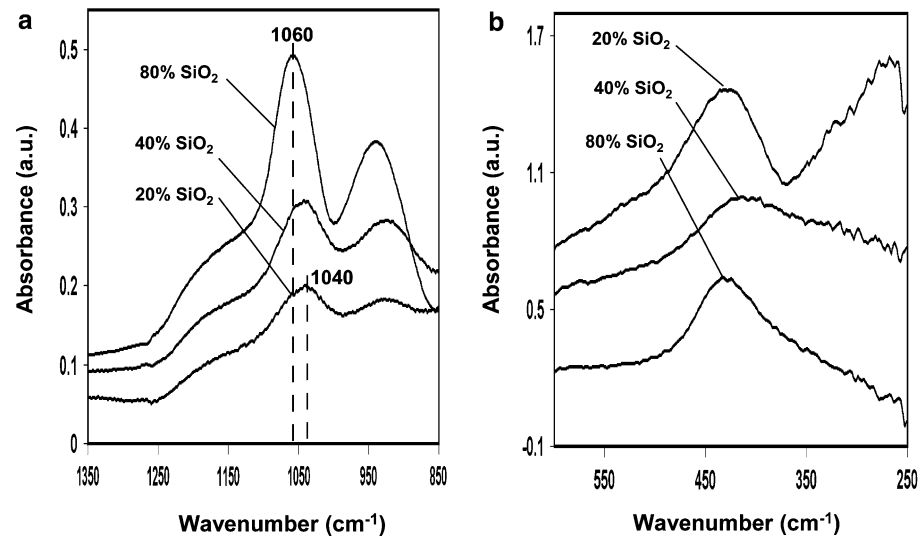 a
0.5
0.4
0.3
0.2
0.1
0
Absorbance (a.u.)
1060
80% SiO₂
40% SiO₂
20% SiO₂
1040
1350 1250 1150 1050 950 850
Wavenumber (cm⁻¹)
b
1.7
1.1
0.5
-0.1
Absorbance (a.u.)
20% SiO₂
40% SiO₂
80% SiO₂
550 450 350 250
Wavenumber (cm⁻¹)